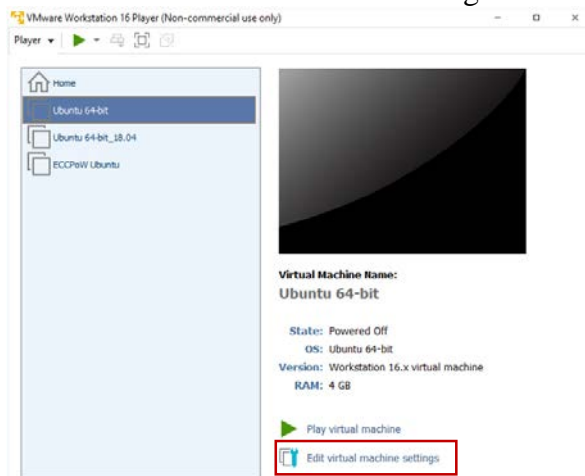 VMware Workstation 16 Player (Non-commercial use only)
Player
Home
Ubuntu 64-bit
Ubuntu 64-bit_18.04
ECCPoW Ubuntu
Virtual Machine Name:
Ubuntu 64-bit
State: Powered Off
OS: Ubuntu 64-bit
Version: Workstation 16.x virtual machine
RAM: 4 GB
Play virtual machine
Edit virtual machine settings